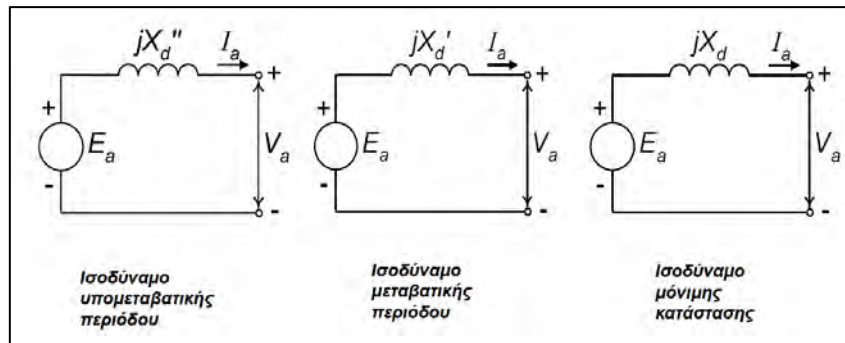 jX_d'' I_a
+
+
E_a
V_a
-
-
Ισοδύναμο
υπομεταβατικής
περιόδου
jX_d' I_a
+
+
E_a
V_a
-
-
Ισοδύναμο
μεταβατικής
περιόδου
jX_d I_a
+
+
E_a
V_a
-
-
Ισοδύναμο
μόνιμης
κατάστασης